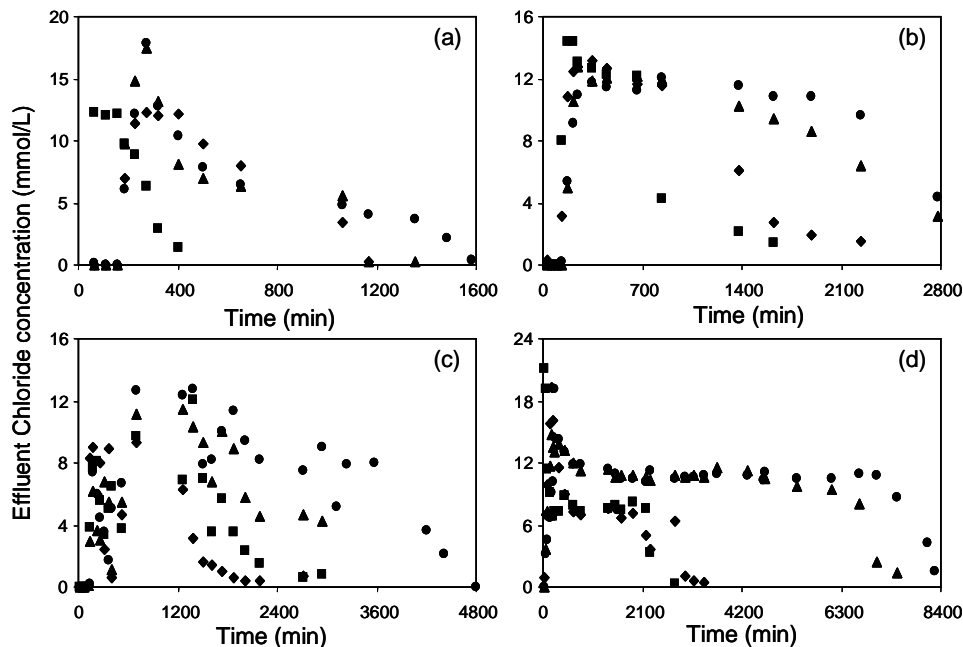 Effluent Chloride concentration (mmol/L)
(a)
20
15
10
5
0
0 400 800 1200 1600
Time (min)
(b)
16
12
8
4
0
0 700 1400 2100 2800
Time (min)
(c)
16
12
8
4
0
0 1200 2400 3600 4800
Time (min)
(d)
24
18
12
6
0
0 2100 4200 6300 8400
Time (min)